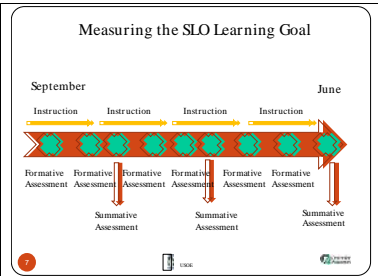 Measuring the SLO Learning Goal
September
June
Instruction Instruction Instruction Instruction
Formative Formative Formative Formative Formative Formative
Assessment Assessment Assessment Assessment Assessment Assessment
Summative Summative Summative
Assessment Assessment Assessment
7
USOE